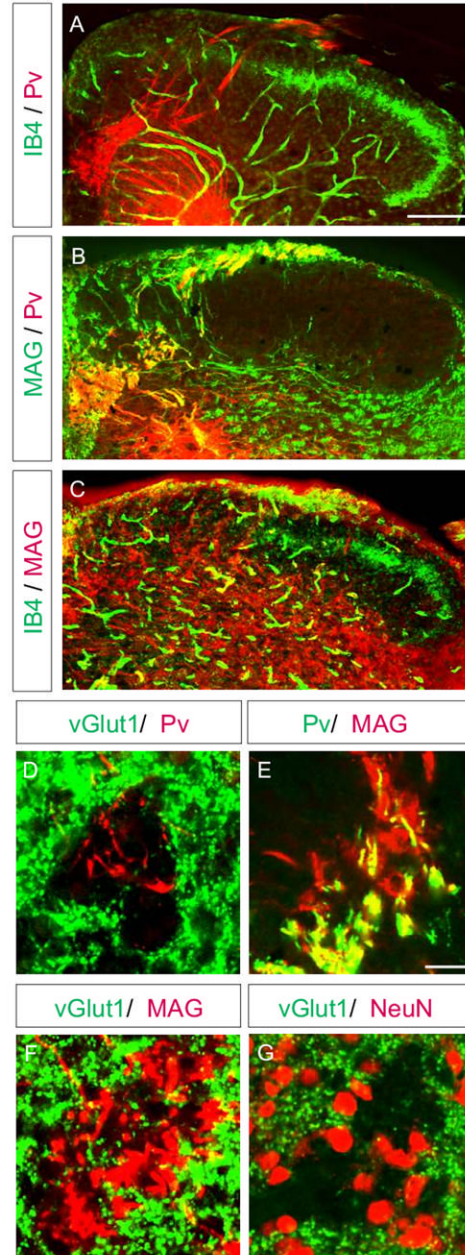 IB4 / Pv
A
MAG / Pv
B
IB4 / MAG
C
vGlut1/ Pv
Pv/ MAG
D
E
vGlut1/ MAG
vGlut1/ NeuN
F
G